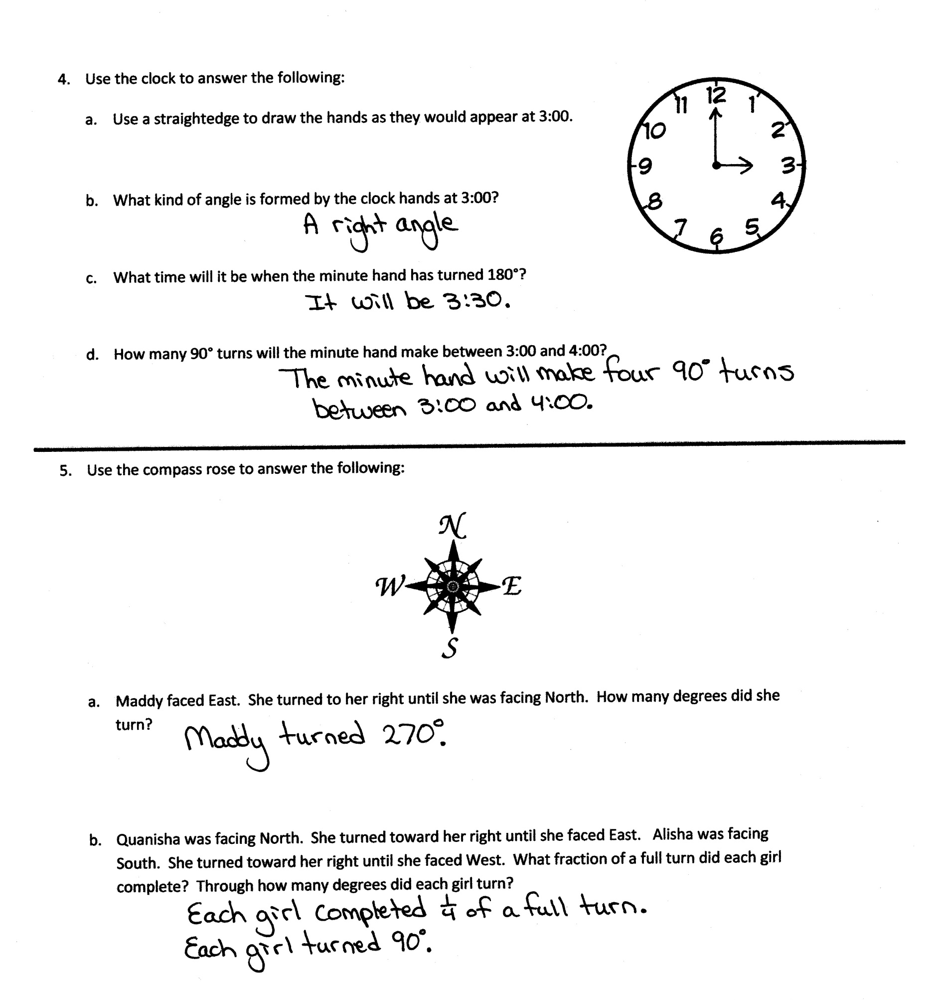 4. Use the clock to answer the following:
a. Use a straightedge to draw the hands as they would appear at 3:00.
12
11
1
10
2
9
3
8
4
7
5
6
b. What kind of angle is formed by the clock hands at 3:00?
A right angle
c. What time will it be when the minute hand has turned 180°?
It will be 3:30.
d. How many 90° turns will the minute hand make between 3:00 and 4:00?
The minute hand will make four 90° turns
between 3:00 and 4:00.
5. Use the compass rose to answer the following:
N
W E
S
a. Maddy faced East. She turned to her right until she was facing North. How many degrees did she
turn?
Maddy turned 270°.
b. Quanisha was facing North. She turned toward her right until she faced East. Alisha was facing
South. She turned toward her right until she faced West. What fraction of a full turn did each girl
complete? Through how many degrees did each girl turn?
Each girl completed 1/4 of a full turn.
Each girl turned 90°.